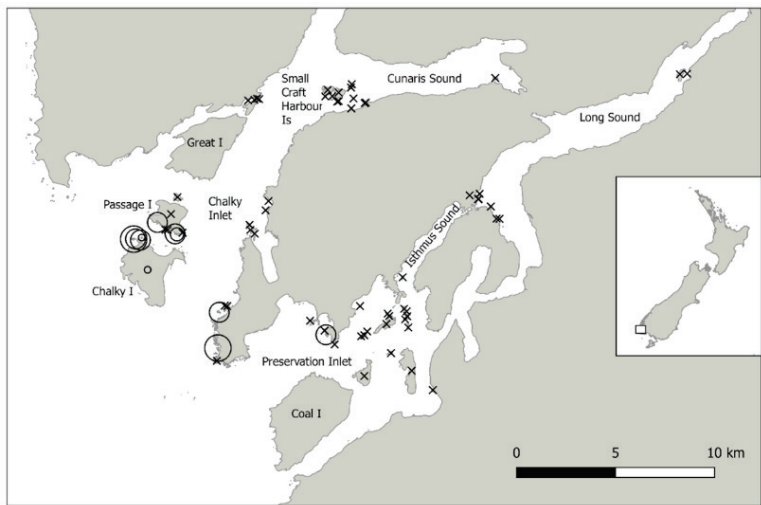 Small
Craft
Harbour
Is
Cunaris Sound
Long Sound
Great I
Passage I
Chalky
Inlet
Isthmus Sound
Chalky I
Preservation Inlet
Coal I
0 5 10 km